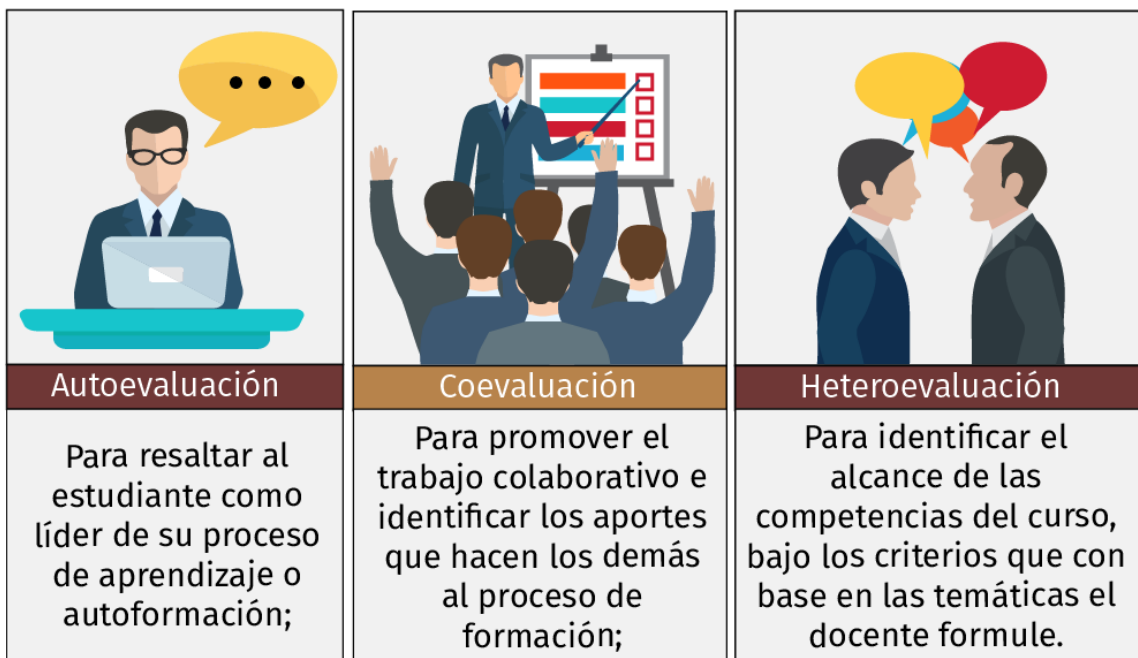 Autoevaluación
Para resaltar al
estudiante como
líder de su proceso
de aprendizaje o
autoformación;
Coevaluación
Para promover el
trabajo colaborativo e
identificar los aportes
que hacen los demás
al proceso de
formación;
Heteroevaluación
Para identificar el
alcance de las
competencias del curso,
bajo los criterios que con
base en las temáticas el
docente formule.